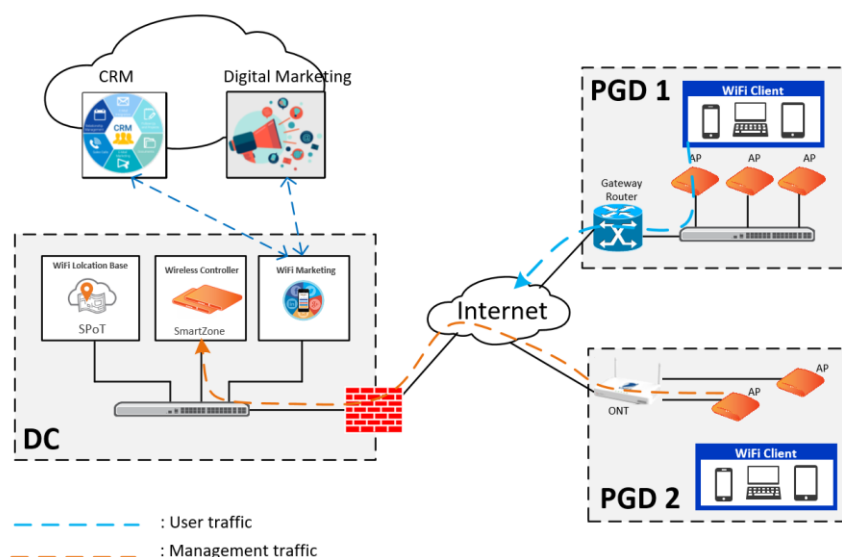 CRM
Digital Marketing
CRM
PGD 1
WiFi Client
AP
AP
AP
Gateway
Router
WiFi Lolcation Base
SPoT
Wireless Controller
SmartZone
WiFi Marketing
DC
Internet
ONT
AP
AP
WiFi Client
PGD 2
: User traffic
: Management traffic